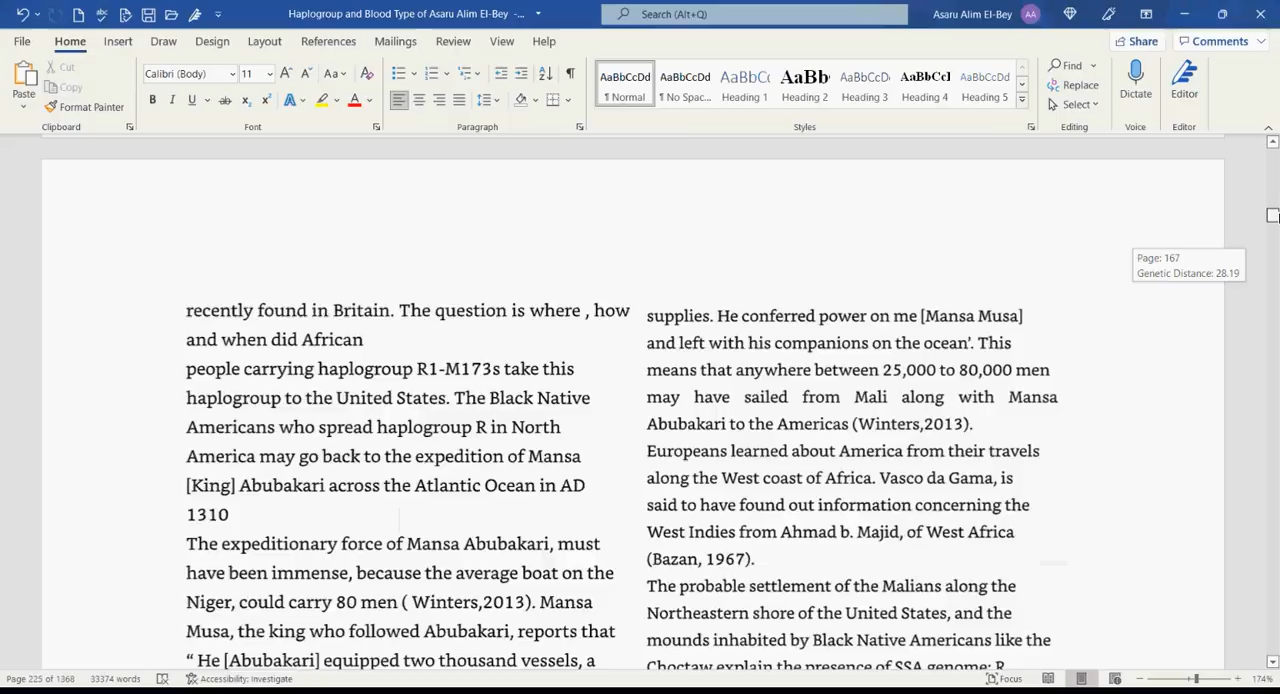 Haplogroup and Blood Type of Asaru Alim El-Bey -...
Search (Alt+Q)
Asaru Alim El-Bey
AA
File
Home
Insert
Draw
Design
Layout
References
Mailings
Review
View
Help
Share
Comments
Paste
Cut
Copy
Format Painter
Clipboard
Calibri (Body)
11
Font
Paragraph
AaBbCcDd
¶ Normal
AaBbCcDd
¶ No Spac...
AaBbCc
Heading 1
AaBb
Heading 2
AaBbCcDd
Heading 3
AaBbCcI
Heading 4
AaBbCcDd
Heading 5
Styles
Find
Replace
Select
Editing
Dictate
Voice
Editor
Editor
Page: 167
Genetic Distance: 28.19
recently found in Britain. The question is where , how
and when did African
people carrying haplogroup R1-M173s take this
haplogroup to the United States. The Black Native
Americans who spread haplogroup R in North
America may go back to the expedition of Mansa
[King] Abubakari across the Atlantic Ocean in AD
1310
The expeditionary force of Mansa Abubakari, must
have been immense, because the average boat on the
Niger, could carry 80 men ( Winters,2013). Mansa
Musa, the king who followed Abubakari, reports that
“ He [Abubakari] equipped two thousand vessels, a
supplies. He conferred power on me [Mansa Musa]
and left with his companions on the ocean’. This
means that anywhere between 25,000 to 80,000 men
may have sailed from Mali along with Mansa
Abubakari to the Americas (Winters,2013).
Europeans learned about America from their travels
along the West coast of Africa. Vasco da Gama, is
said to have found out information concerning the
West Indies from Ahmad b. Majid, of West Africa
(Bazan, 1967).
The probable settlement of the Malians along the
Northeastern shore of the United States, and the
mounds inhabited by Black Native Americans like the
Choctaw explain the presence of SSA genome: R
Page 225 of 1368
33374 words
Accessibility: Investigate
Focus
174%